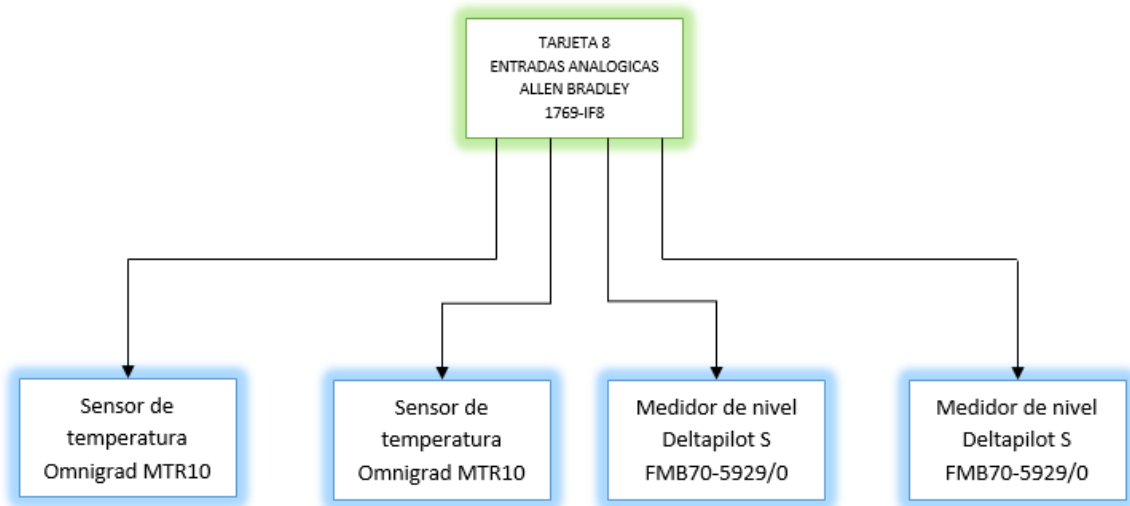 TARJETA 8
ENTRADAS ANALOGICAS
ALLEN BRADLEY
1769-IF8
Sensor de
temperatura
Omnigrad MTR10
Sensor de
temperatura
Omnigrad MTR10
Medidor de nivel
Deltapilot S
FMB70-5929/0
Medidor de nivel
Deltapilot S
FMB70-5929/0